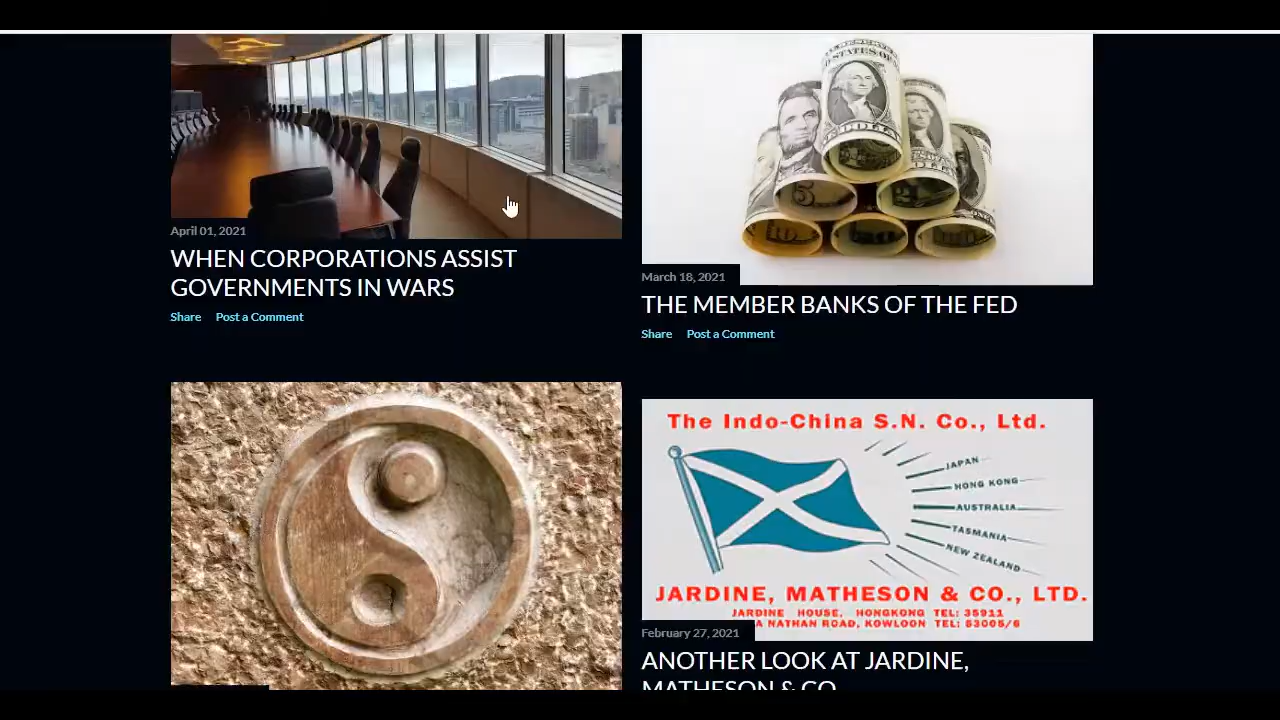 April 01, 2021
WHEN CORPORATIONS ASSIST
GOVERNMENTS IN WARS
Share Post a Comment
March 18, 2021
THE MEMBER BANKS OF THE FED
Share Post a Comment
The Indo-China S.N. Co., Ltd.
JAPAN
HONG KONG
AUSTRALIA
TASMANIA
NEW ZEALAND
JARDINE, MATHESON & CO., LTD.
JARDINE HOUSE, HONGKONG TEL: 35911
A NATHAN ROAD, KOWLOON TEL: 53005/6
February 27, 2021
ANOTHER LOOK AT JARDINE,
MATHESON & CO